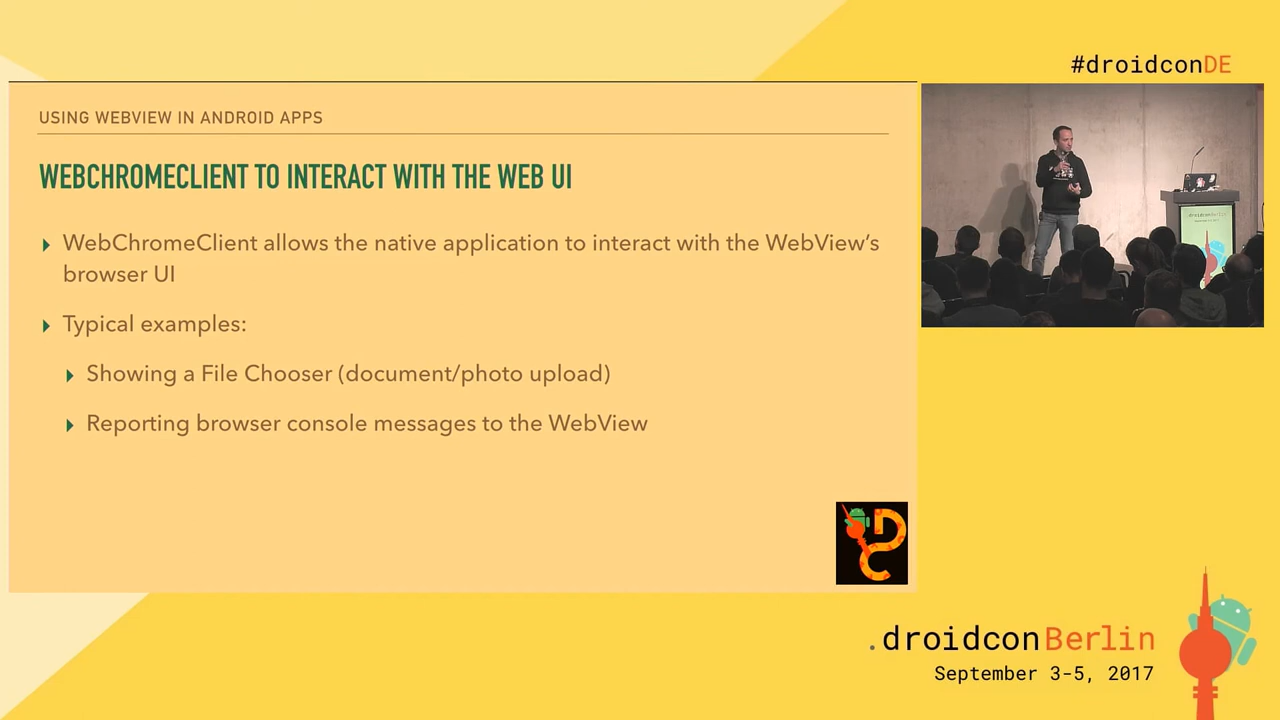 #droidconDE
USING WEBVIEW IN ANDROID APPS
WEBCHROMECLIENT TO INTERACT WITH THE WEB UI
WebChromeClient allows the native application to interact with the WebView's
browser UI
Typical examples:
Showing a File Chooser (document/photo upload)
Reporting browser console messages to the WebView
DC
.droidconBerlin
September 3-5, 2017